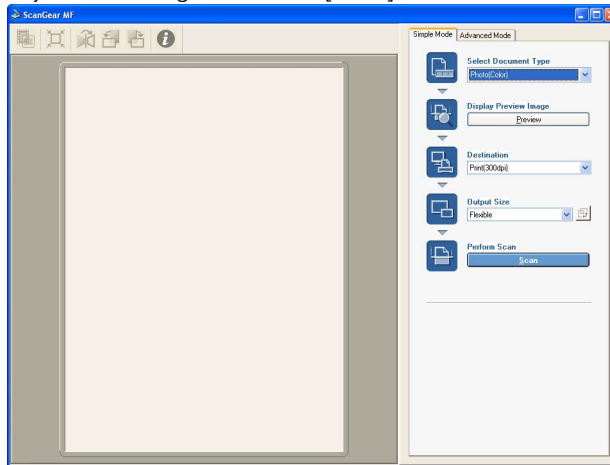 ScanGear MF
Simple Mode Advanced Mode
Select Document Type
Photo(Color)
Display Preview Image
Preview
Destination
Print(300dpi)
Output Size
Flexible
Perform Scan
Scan